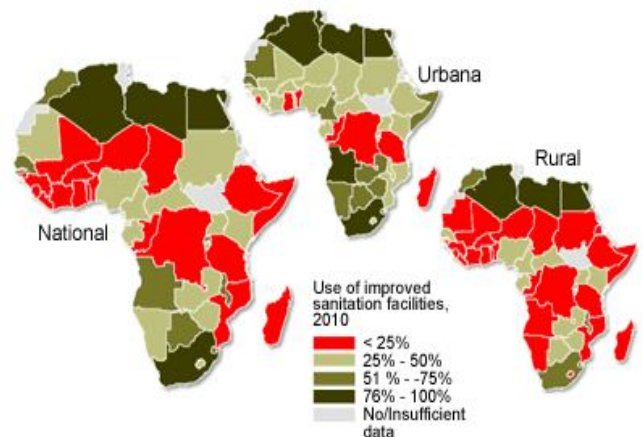 Urbana
National
Rural
Use of improved
sanitation facilities,
2010
< 25%
25% - 50%
51 % - -75%
76% - 100%
No/Insufficient
data